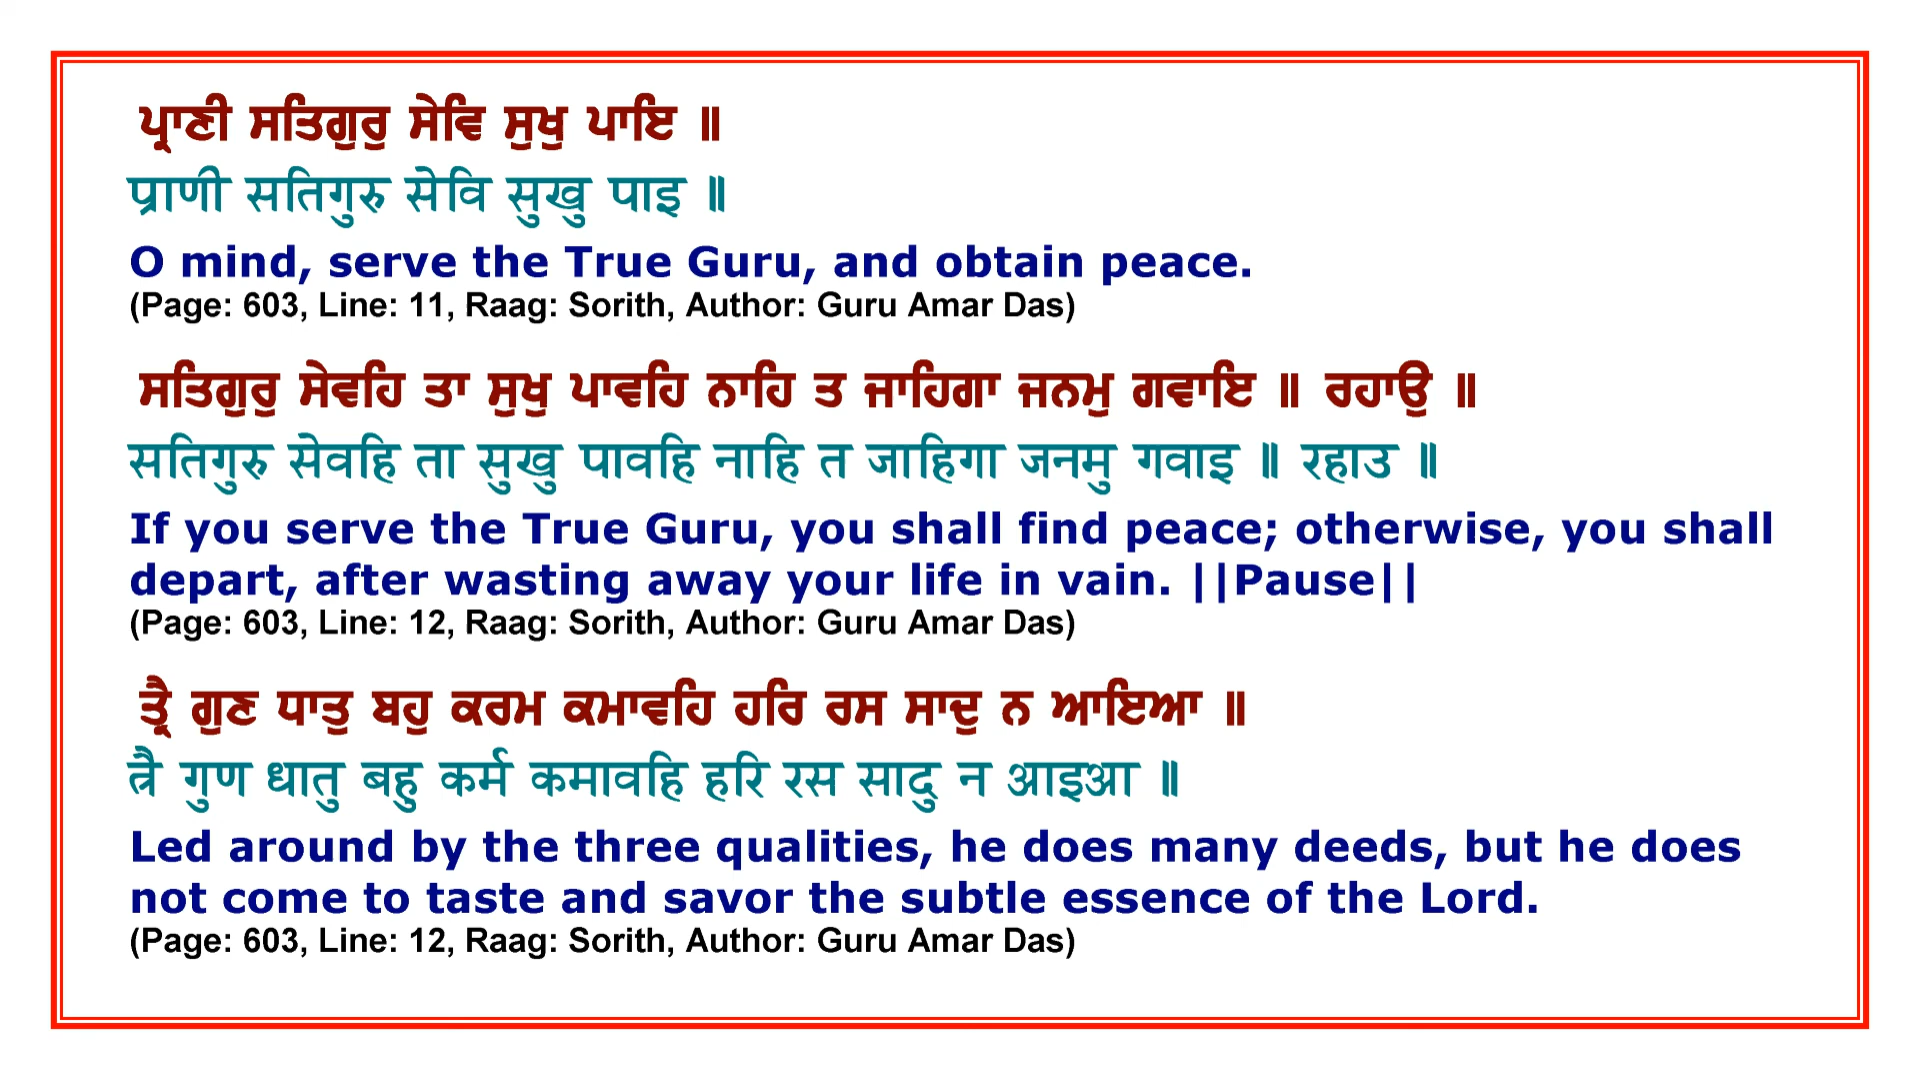 ਪ੍ਰਾਣੀ ਸਤਿਗੁਰੁ ਸੇਵਿ ਸੁਖੁ ਪਾਇ ॥
प्राणी सतिगुरु सेवि सुखु पाइ ॥
O mind, serve the True Guru, and obtain peace.
(Page: 603, Line: 11, Raag: Sorith, Author: Guru Amar Das)
ਸਤਿਗੁਰੁ ਸੇਵਹਿ ਤਾ ਸੁਖੁ ਪਾਵਹਿ ਨਾਹਿ ਤ ਜਾਹਿਗਾ ਜਨਮੁ ਗਵਾਇ ॥ ਰਹਾਉ ॥
सतिगुरु सेवहि ता सुखु पावहि नाहि त जाहिगा जनमु गवाइ ॥ रहाउ ॥
If you serve the True Guru, you shall find peace; otherwise, you shall
depart, after wasting away your life in vain. ||Pause||
(Page: 603, Line: 12, Raag: Sorith, Author: Guru Amar Das)
ਤ੍ਰੈ ਗੁਣ ਧਾਤੁ ਬਹੁ ਕਰਮ ਕਮਾਵਹਿ ਹਰਿ ਰਸ ਸਾਦੁ ਨ ਆਇਆ ॥
त्रै गुण धातु बहु कर्म कमावहि हरि रस सादु न आइआ ॥
Led around by the three qualities, he does many deeds, but he does
not come to taste and savor the subtle essence of the Lord.
(Page: 603, Line: 12, Raag: Sorith, Author: Guru Amar Das)